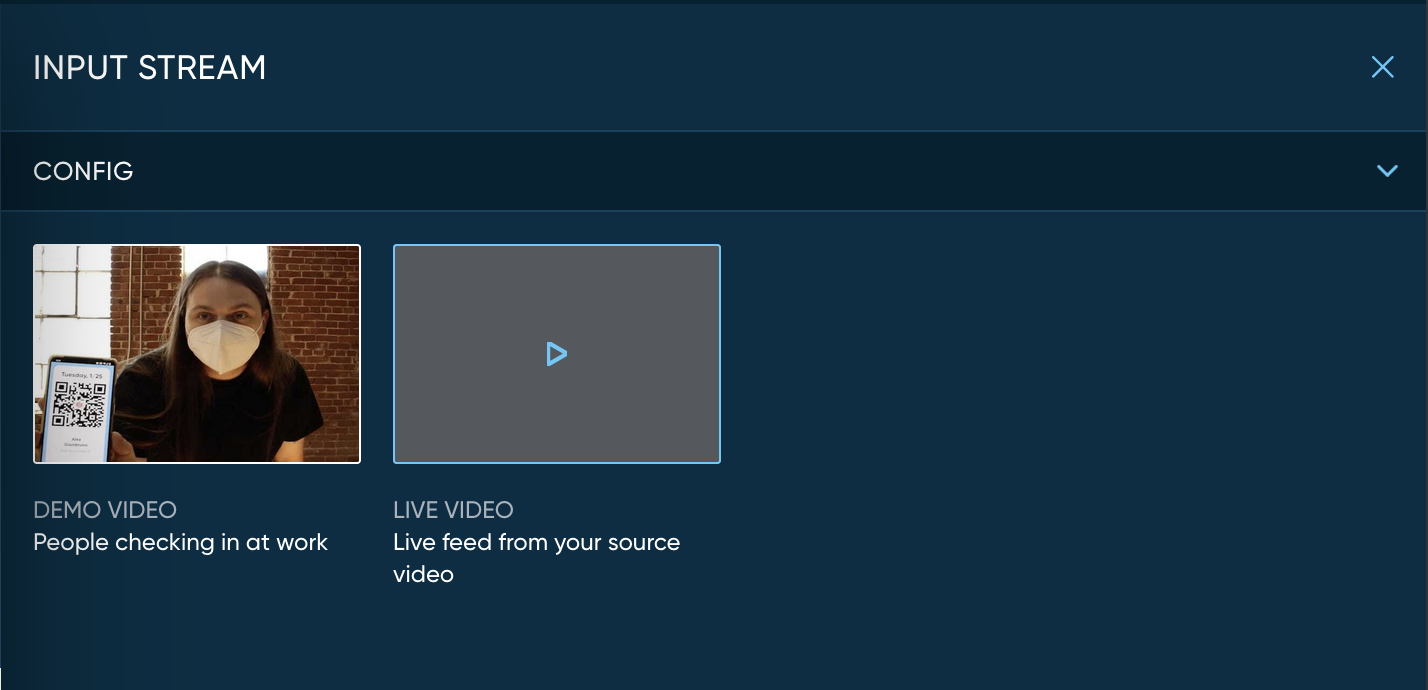 INPUT STREAM
CONFIG
Tuesday, 1/25
Alex
DEMO VIDEO
People checking in at work
LIVE VIDEO
Live feed from your source
video